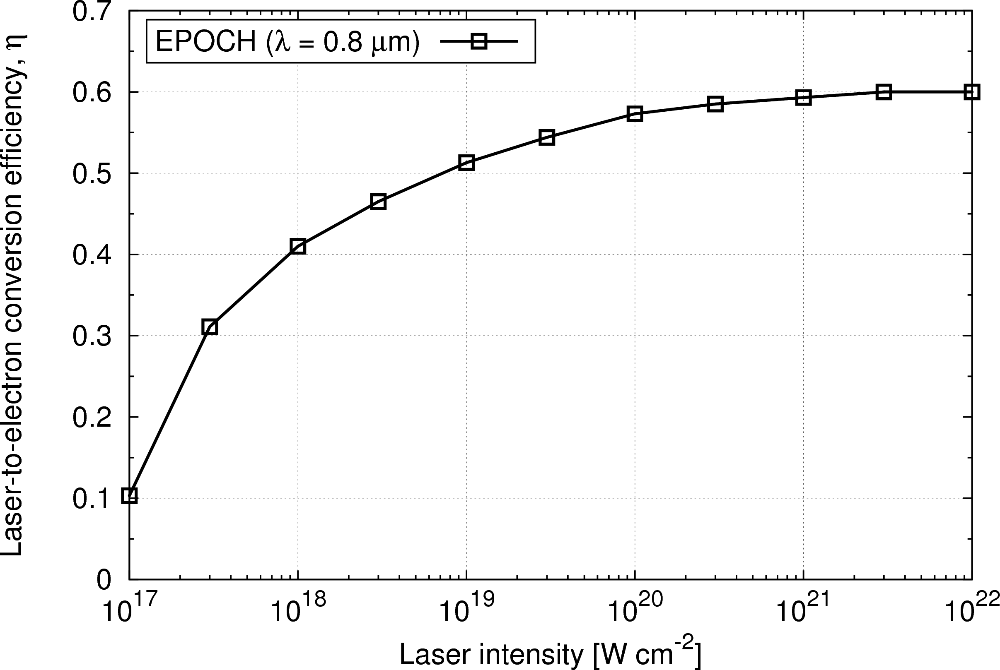 0.7
EPOCH (λ = 0.8 μm)
0.6
0.5
0.4
0.3
0.2
0.1
0
Laser-to-electron conversion efficiency, η
10^17 10^18 10^19 10^20 10^21 10^22
Laser intensity [W cm^-2]